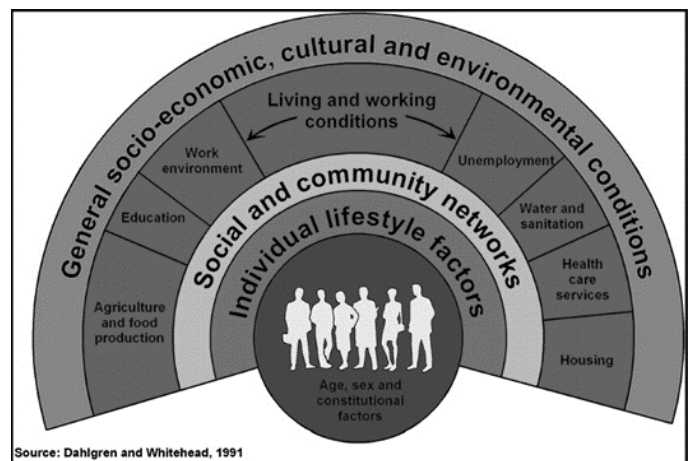 General socio-economic, cultural and environmental conditions
Living and working
conditions
Work
environment
Unemployment
Education
Water and
sanitation
Agriculture
and food
production
Health
care
services
Housing
Social and community networks
Individual lifestyle factors
Age, sex and
constitutional
factors
Source: Dahlgren and Whitehead, 1991